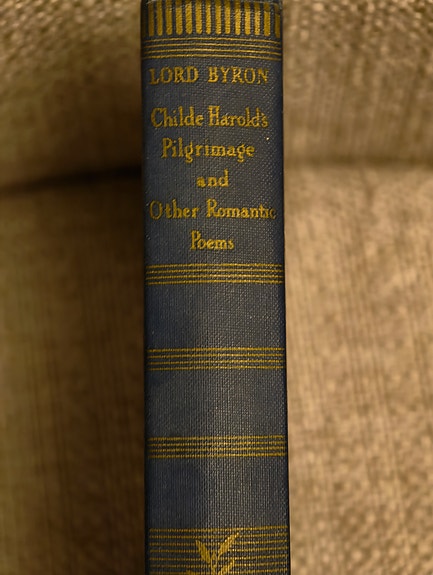 LORD BYRON
Childe Harold's
Pilgrimage
and
Other Romantic
Poems